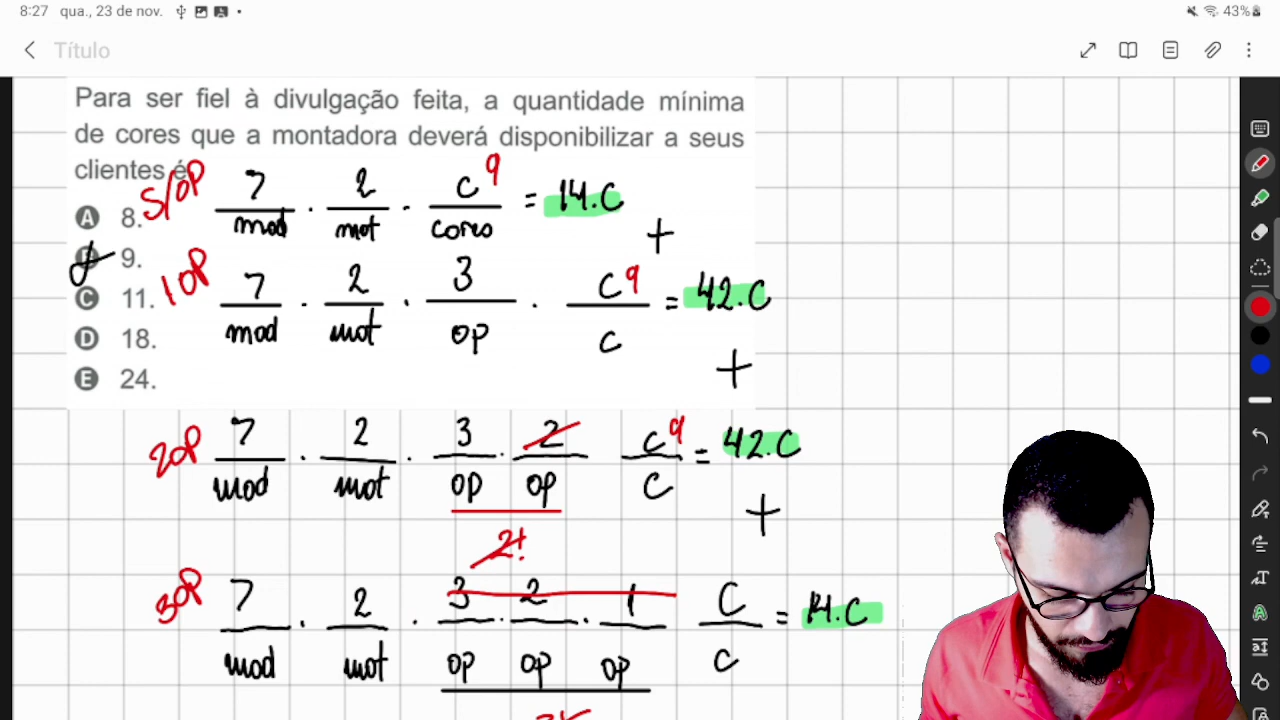 8:27 qua., 23 de nov. 43%
Título
Para ser fiel à divulgação feita, a quantidade mínima
de cores que a montadora deverá disponibilizar a seus
clientes é
A 8.
B 9.
C 11.
D 18.
E 24.
S/OP 7 . 2 . C 9 = 14.C
mod mot cores
+
1OP 7 . 2 . 3 . C 9 = 42.C
mod mot op C
+
2OP 7 . 2 . 3 . 2 C 9 = 42.C
mod mot op op C
2!
+
3OP 7 . 2 . 3 . 2 . 1 C = 14.C
mod mot op op op C